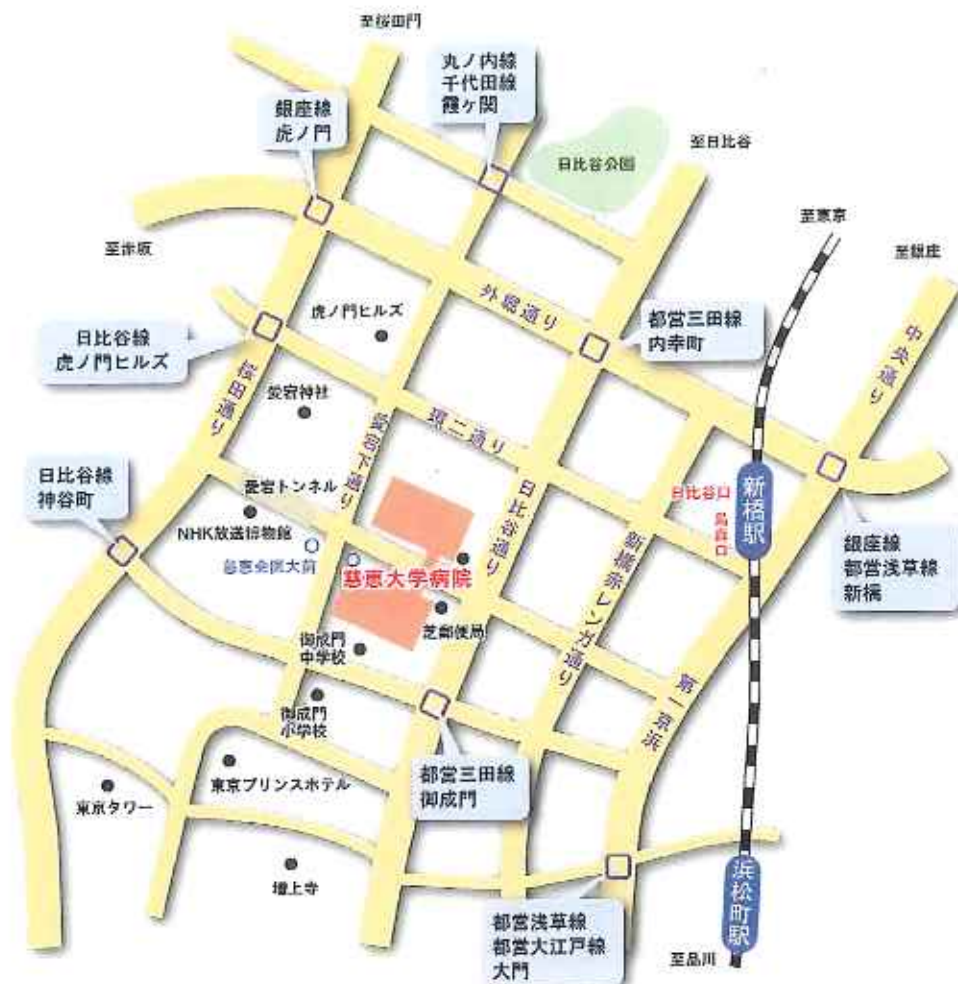 至桜田門
丸ノ内線
千代田線
霞ヶ関
銀座線
虎ノ門
日比谷公園
至日比谷
至東京
至赤坂
至銀座
外堀通り
虎ノ門ヒルズ
都営三田線
内幸町
日比谷線
虎ノ門ヒルズ
中央通り
桜田通り
愛宕神社
愛宕下通り
環二通り
日比谷線
神谷町
愛宕トンネル
日比谷通り
日比谷口
烏森口
新橋駅
NHK放送博物館
慈恵会医大前
慈恵大学病院
新橋赤レンガ通り
銀座線
都営浅草線
新橋
芝郵便局
御成門
中学校
第一京浜
御成門
小学校
都営三田線
御成門
東京プリンスホテル
東京タワー
増上寺
浜松町駅
都営浅草線
都営大江戸線
大門
至品川